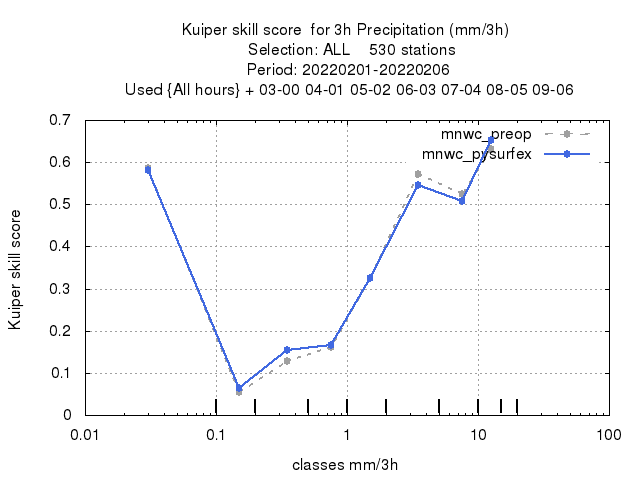 Kuiper skill score  for 3h Precipitation (mm/3h)
Selection: ALL    530 stations
Period: 20220201-20220206
Used {All hours} + 03-00 04-01 05-02 06-03 07-04 08-05 09-06
mnwc_preop
mnwc_pysurfex
0.7
0.6
0.5
0.4
0.3
0.2
0.1
0
Kuiper skill score
0.01 0.1 1 10 100
classes mm/3h